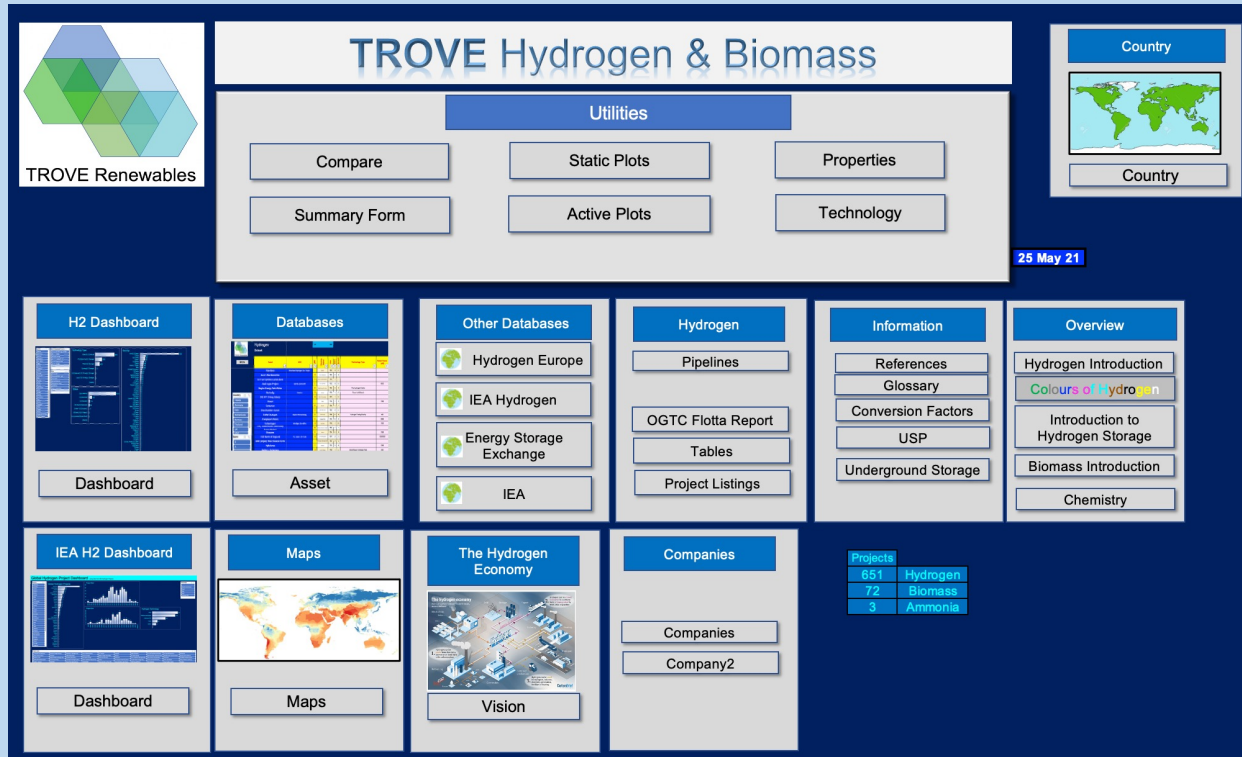 TROVE Hydrogen & Biomass
TROVE Renewables
Utilities
Compare
Static Plots
Properties
Summary Form
Active Plots
Technology
Country
Country
25 May 21
H2 Dashboard
Dashboard
Databases
Hydrogen
Asset
Other Databases
Hydrogen Europe
IEA Hydrogen
Energy Storage
Exchange
IEA
Hydrogen
Pipelines
OGTC Flotta Report
Tables
Project Listings
Information
References
Glossary
Conversion Factors
USP
Underground Storage
Overview
Hydrogen Introduction
Colours of Hydrogen
Introduction to
Hydrogen Storage
Biomass Introduction
Chemistry
IEA H2 Dashboard
Dashboard
Maps
Maps
The Hydrogen
Economy
The hydrogen economy
Vision
Companies
Companies
Company2
Projects
651 Hydrogen
72 Biomass
3 Ammonia